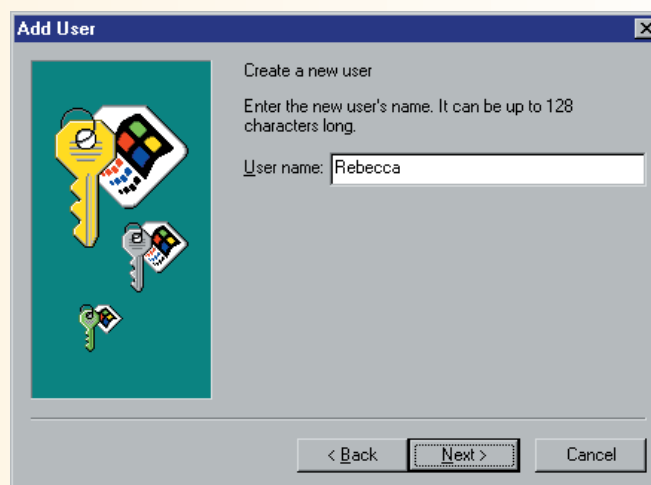 Add User
Create a new user
Enter the new user's name. It can be up to 128
characters long.
User name: Rebecca
< Back Next > Cancel